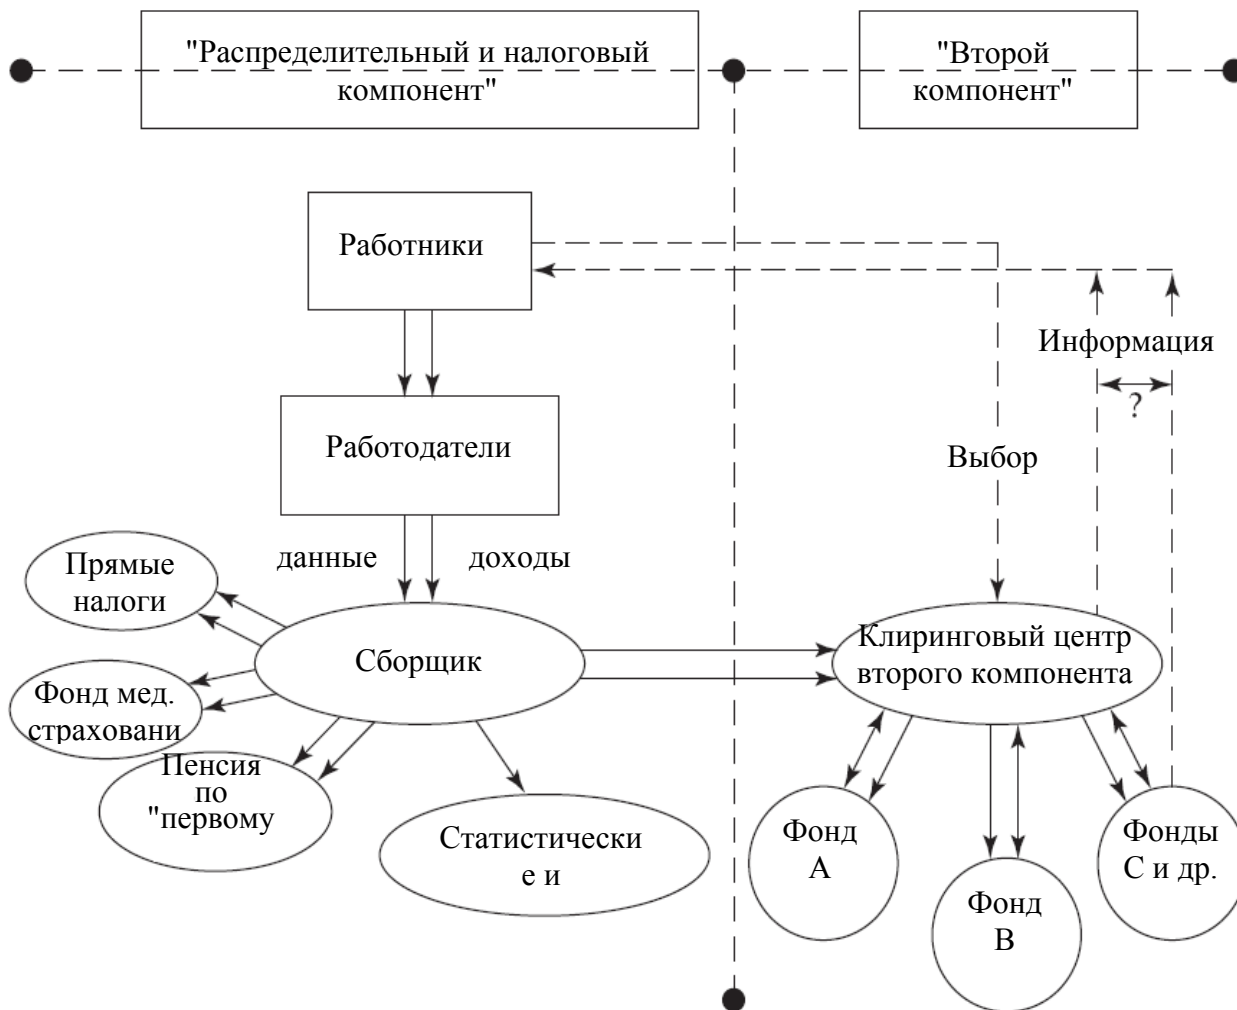 "Распределительный и налоговый
компонент"
"Второй
компонент"
Работники
Информация
?
Работодатели
Выбор
данные
доходы
Прямые
налоги
Сборщик
Клиринговый центр
второго компонента
Фонд мед.
страховани
Пенсия
по
"первому
Статистически
е и
Фонд
А
Фонд
В
Фонды
С и др.